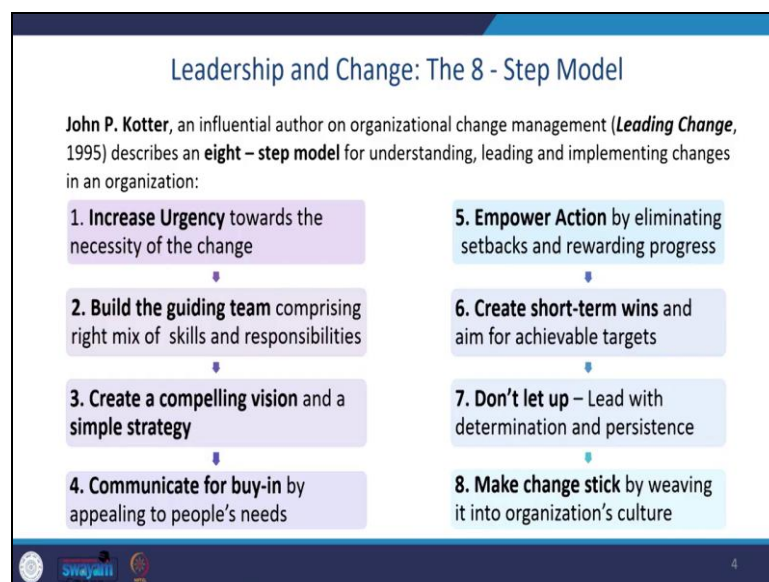 Leadership and Change: The 8 - Step Model
John P. Kotter, an influential author on organizational change management (Leading Change,
1995) describes an eight – step model for understanding, leading and implementing changes
in an organization:
1. Increase Urgency towards the
necessity of the change
2. Build the guiding team comprising
right mix of skills and responsibilities
3. Create a compelling vision and a
simple strategy
4. Communicate for buy-in by
appealing to people's needs
5. Empower Action by eliminating
setbacks and rewarding progress
6. Create short-term wins and
aim for achievable targets
7. Don't let up – Lead with
determination and persistence
8. Make change stick by weaving
it into organization's culture
swayam
4